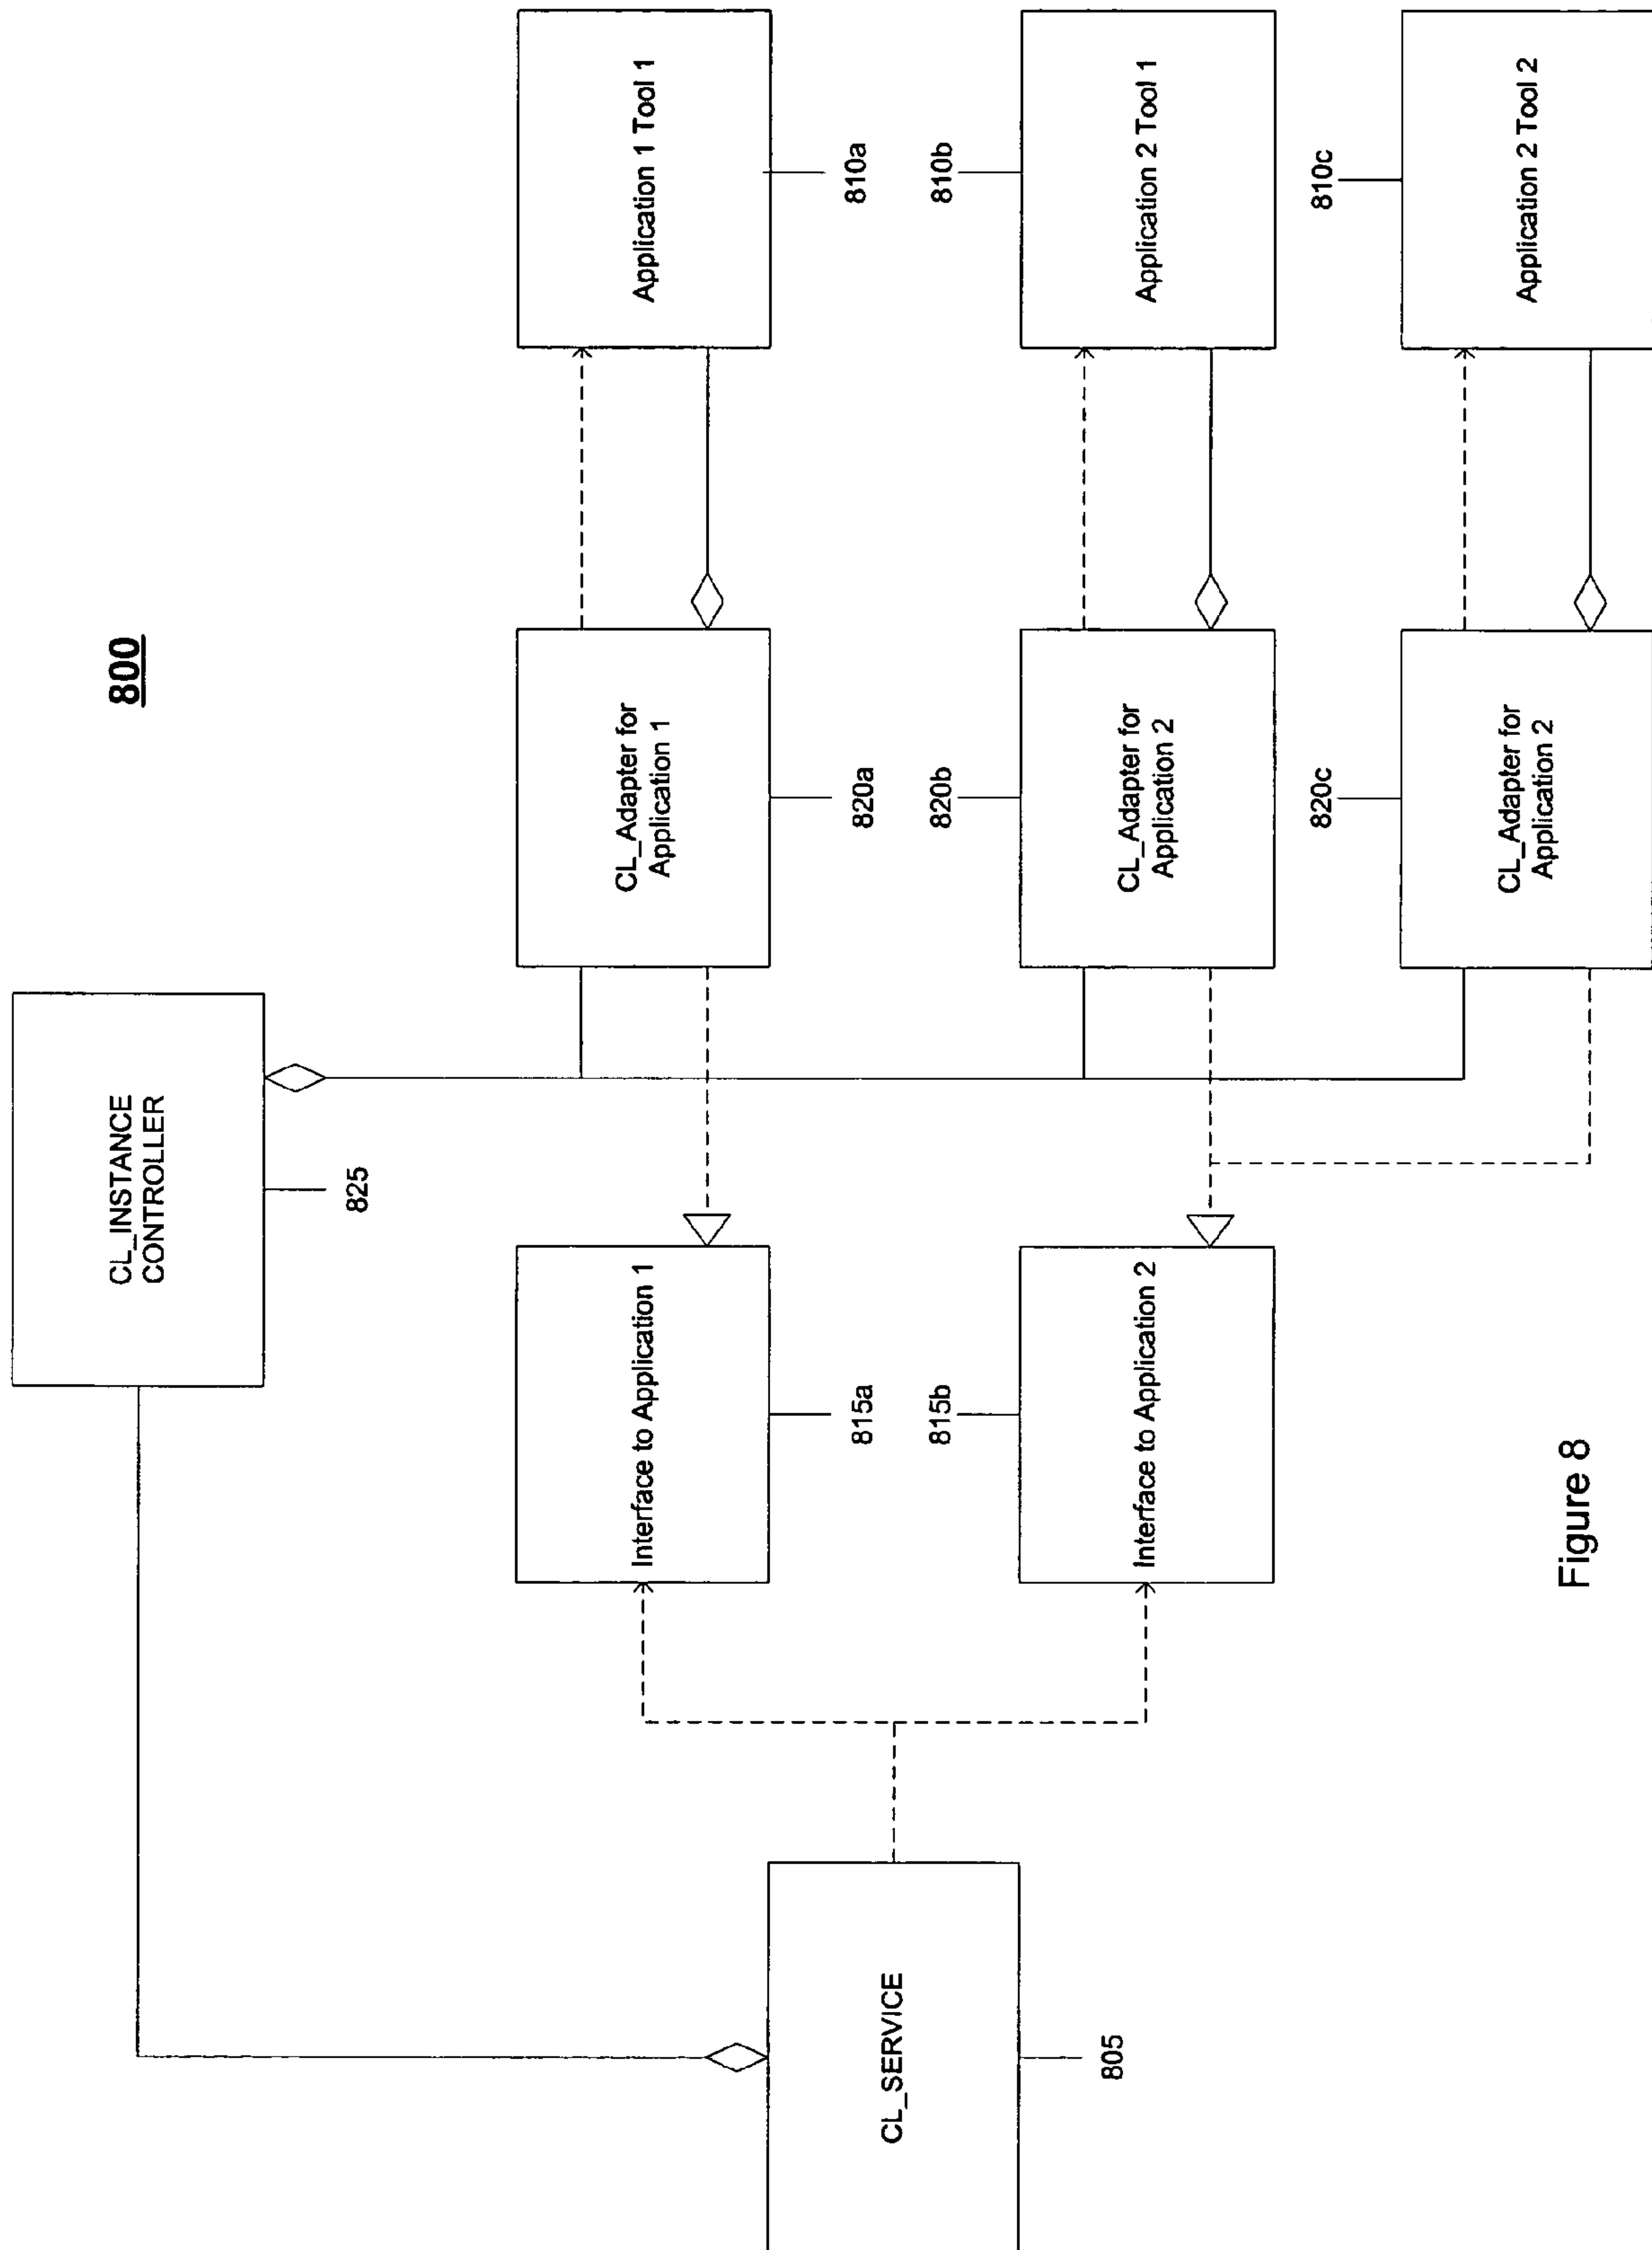 800
CL_INSTANCE
CONTROLLER
825
CL_SERVICE
805
Interface to Application 1
815a
CL_Adapter for
Application 1
820a
Application 1 Tool 1
810a
Interface to Application 2
815b
CL_Adapter for
Application 2
820b
Application 2 Tool 1
810b
CL_Adapter for
Application 2
820c
Application 2 Tool 2
810c
Figure 8